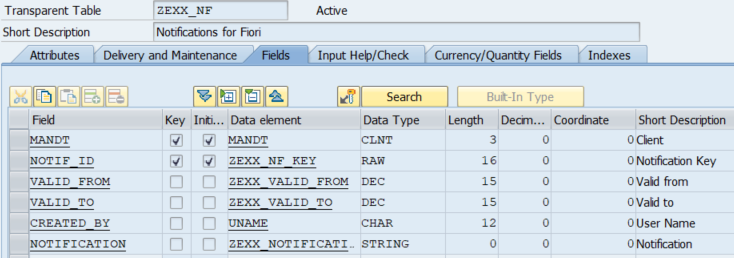 Transparent Table ZEXX_NF Active
Short Description Notifications for Fiori
Attributes Delivery and Maintenance Fields Input Help/Check Currency/Quantity Fields Indexes
Search Built-In Type
Field Key Initi... Data element Data Type Length Decim... Coordinate Short Description
MANDT MANDT CLNT 3 0 0 Client
NOTIF_ID ZEXX_NF_KEY RAW 16 0 0 Notification Key
VALID_FROM ZEXX_VALID_FROM DEC 15 0 0 Valid from
VALID_TO ZEXX_VALID_TO DEC 15 0 0 Valid to
CREATED_BY UNAME CHAR 12 0 0 User Name
NOTIFICATION ZEXX_NOTIFICATI.. STRING 0 0 0 Notification